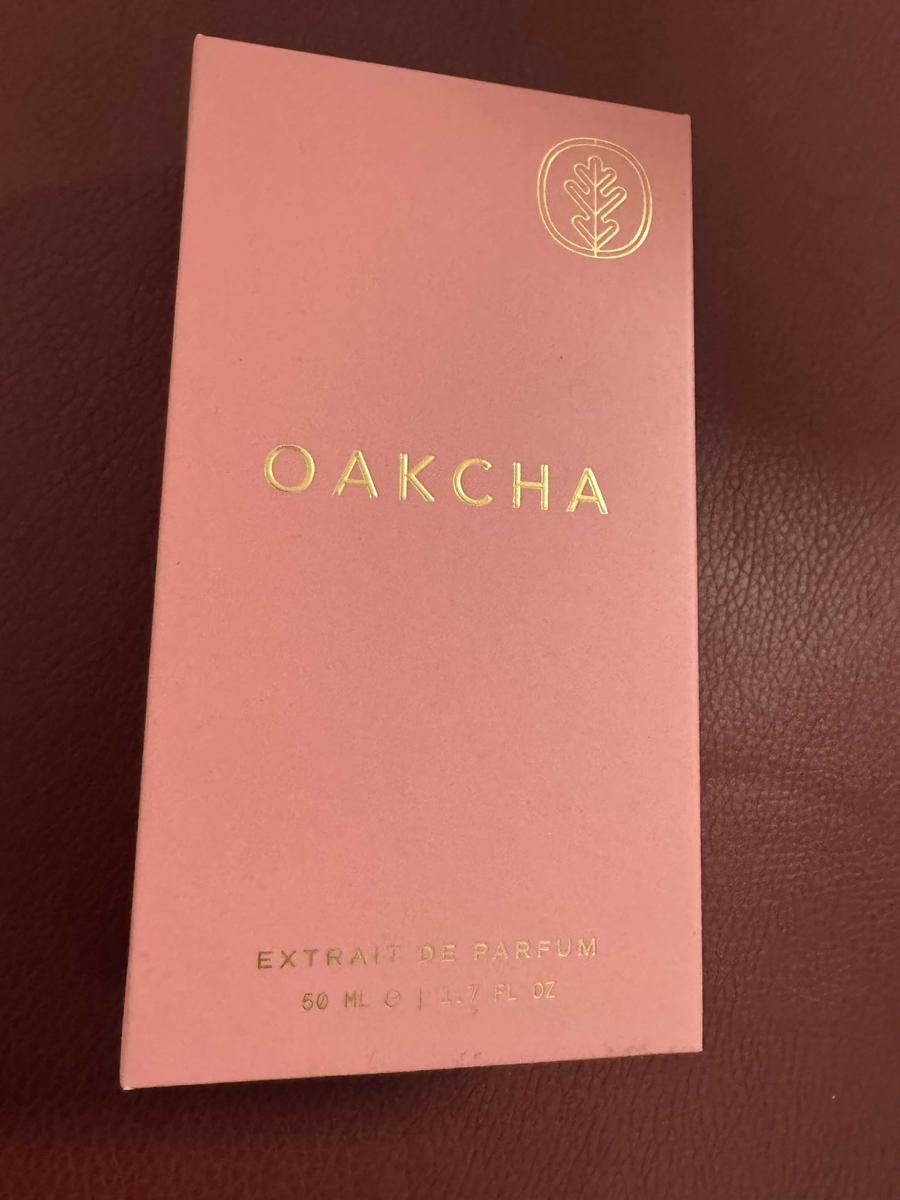 OAKCHA
EXTRAIT DE PARFUM
50 ML ℮ | 1.7 FL OZ